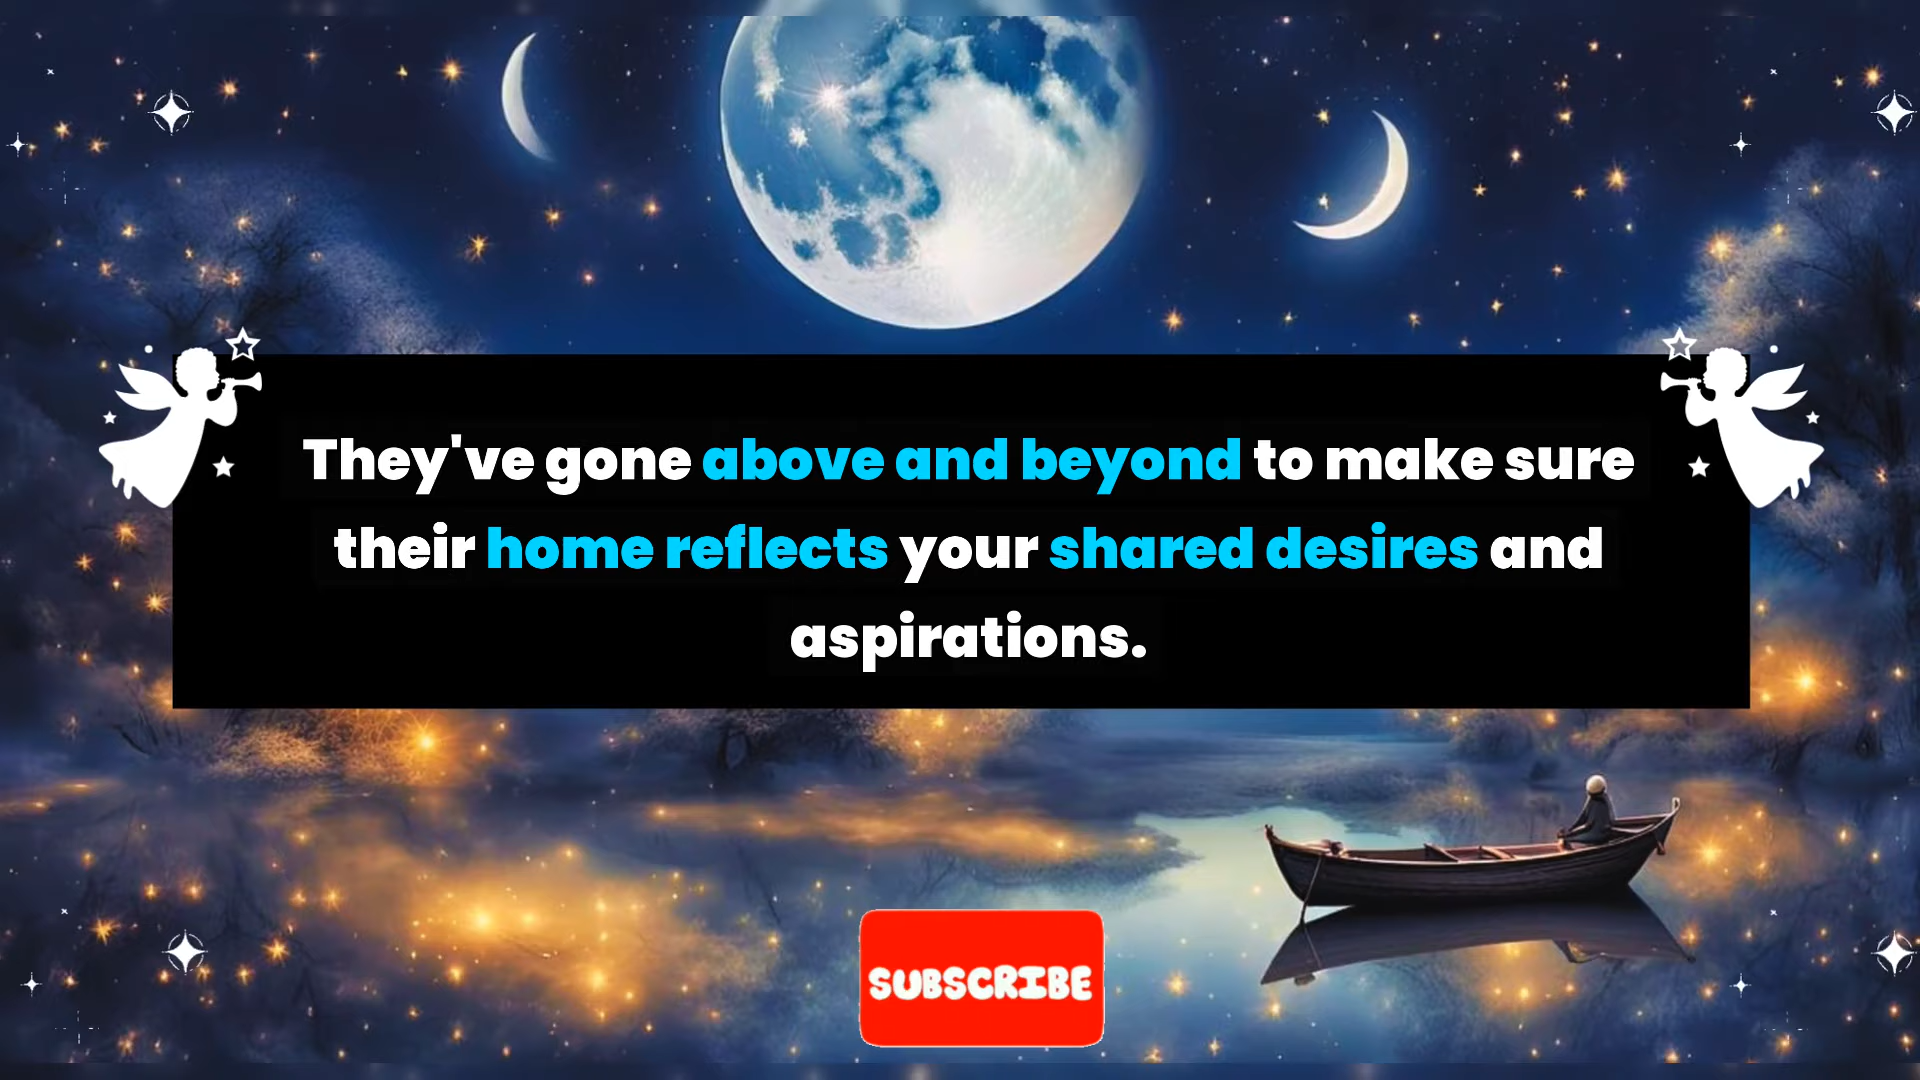 They've gone above and beyond to make sure
their home reflects your shared desires and
aspirations.
SUBSCRIBE